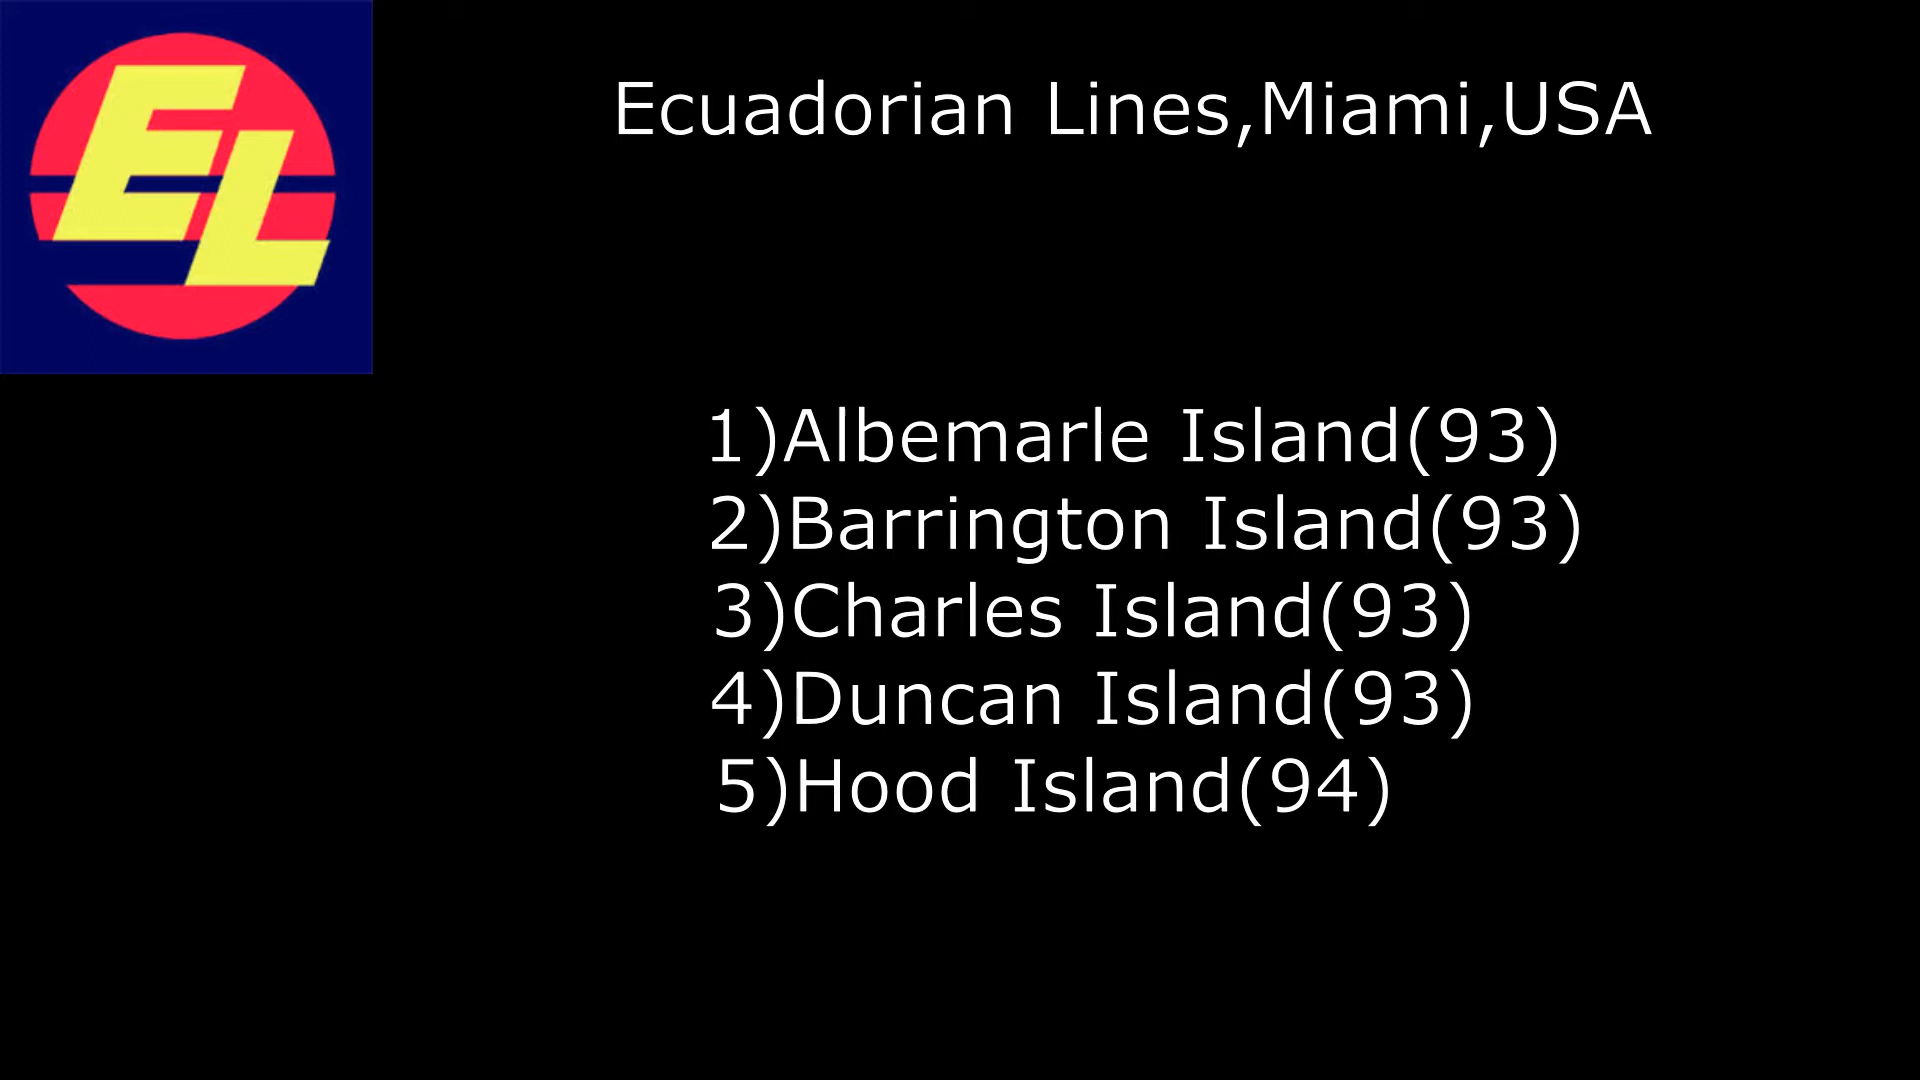 EL
Ecuadorian Lines,Miami,USA
1)Albemarle Island(93)
2)Barrington Island(93)
3)Charles Island(93)
4)Duncan Island(93)
5)Hood Island(94)